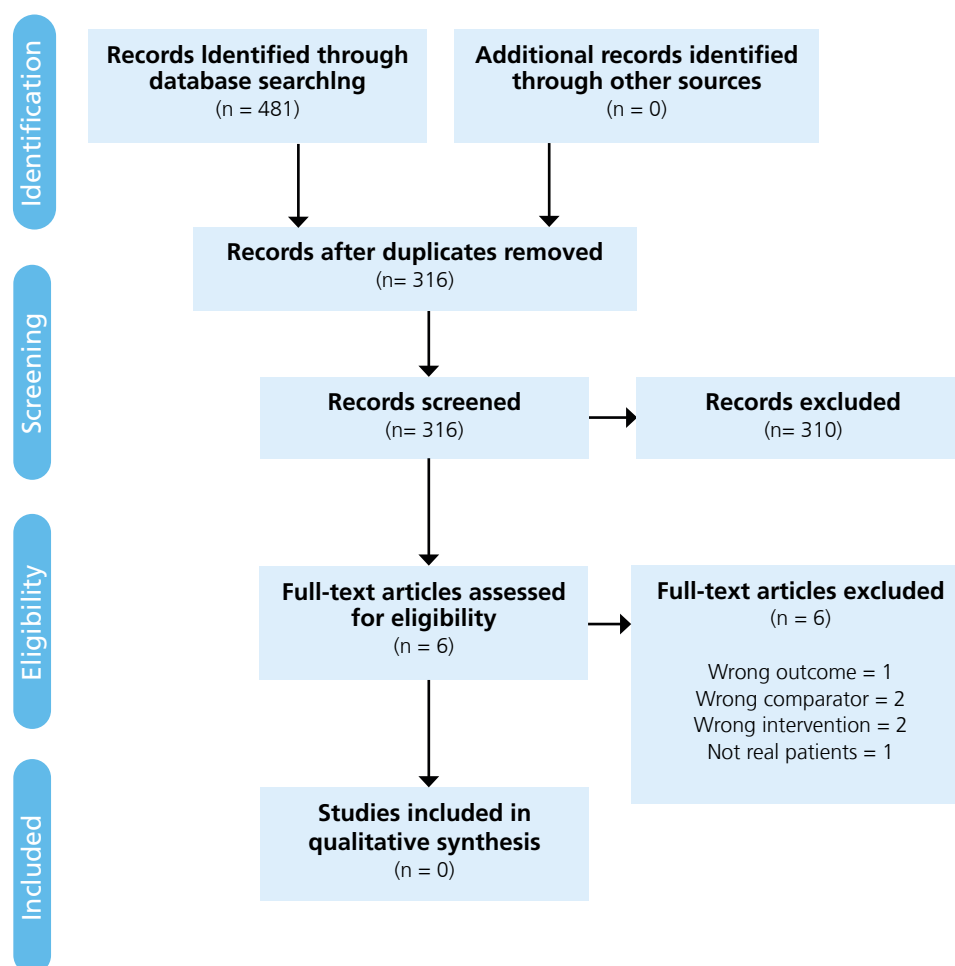 Identification
Records Identified through
database searchIng
(n = 481)
Additional records identified
through other sources
(n = 0)
Records after duplicates removed
(n= 316)
Screening
Records screened
(n= 316)
Records excluded
(n= 310)
Eligibility
Full-text articles assessed
for eligibility
(n = 6)
Full-text articles excluded
(n = 6)
Wrong outcome = 1
Wrong comparator = 2
Wrong intervention = 2
Not real patients = 1
Included
Studies included in
qualitative synthesis
(n = 0)